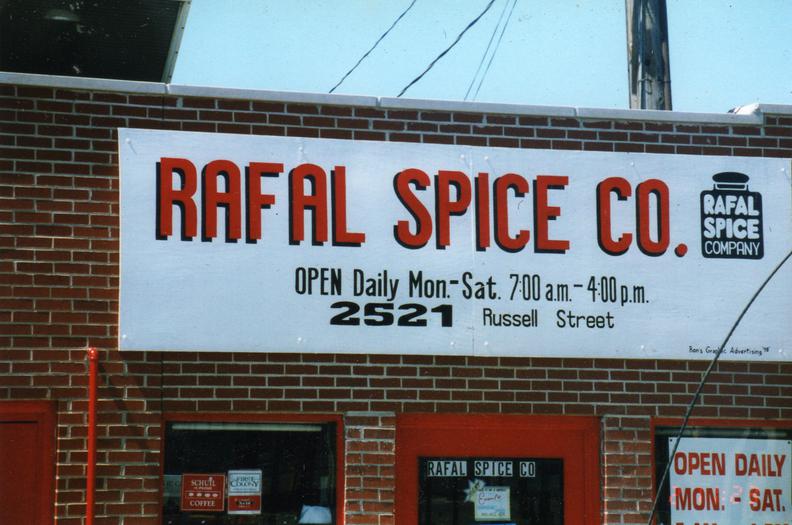 RAFAL SPICE CO.
RAFAL
SPICE
COMPANY
OPEN Daily Mon.-Sat. 7:00 a.m.-4:00 p.m.
2521 Russell Street
Ron's Graphic Advertising '98
RAFAL SPICE CO
SCHUIL
COFFEE
FIRST
COLONY
OPEN DAILY
MON. - SAT.